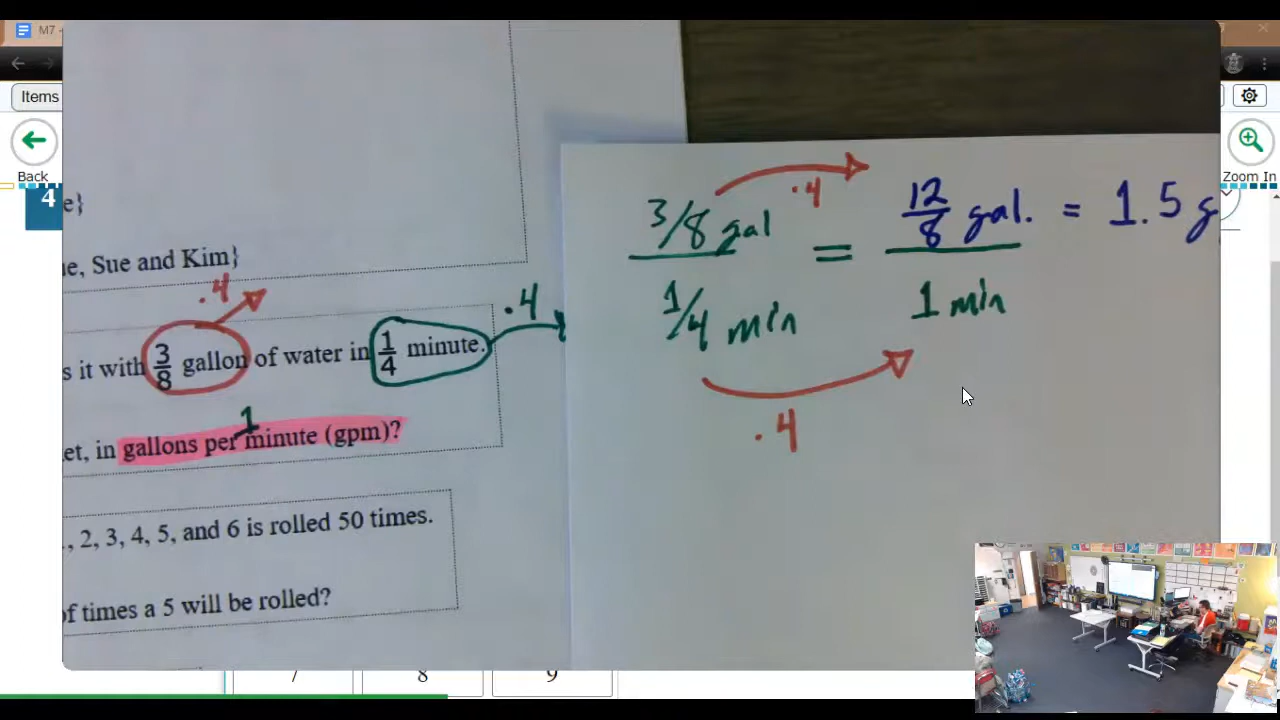 M7
Items
Back
Zoom In
4
e}
ue, Sue and Kim}
·4
s it with 3/8 gallon of water in 1/4 minute.
·4
1
et, in gallons per minute (gpm)?
, 2, 3, 4, 5, and 6 is rolled 50 times.
of times a 5 will be rolled?
·4
3/8 gal = 12/8 gal. = 1.5 g
1/4 min 1 min
·4
7 8 9